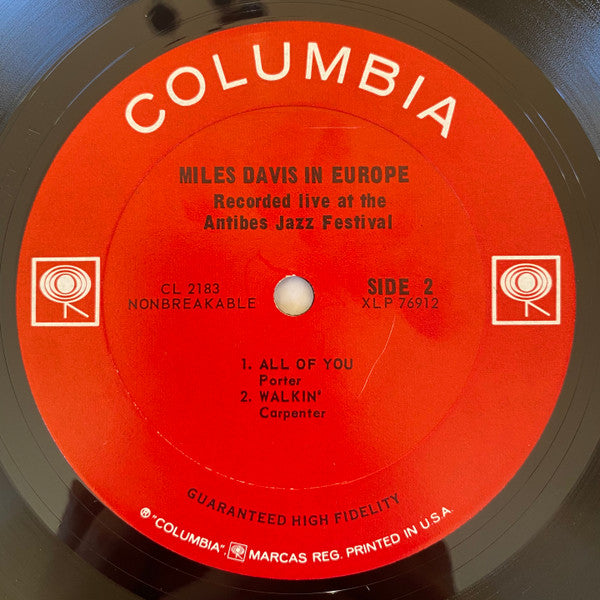 COLUMBIA
MILES DAVIS IN EUROPE
Recorded live at the
Antibes Jazz Festival
CL 2183
NONBREAKABLE
SIDE 2
XLP 76912
1. ALL OF YOU
Porter
2. WALKIN'
Carpenter
GUARANTEED HIGH FIDELITY
® "COLUMBIA", MARCAS REG. PRINTED IN U.S.A.